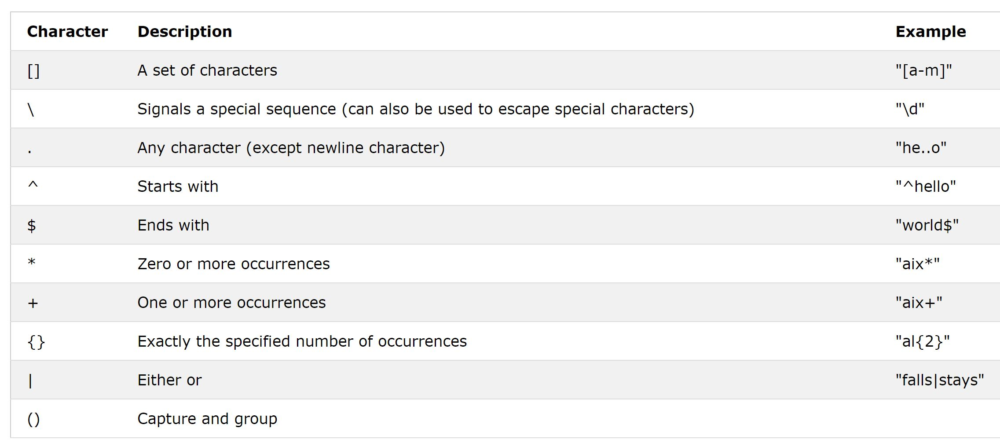 Character Description Example
[] A set of characters "[a-m]"
\ Signals a special sequence (can also be used to escape special characters) "\d"
. Any character (except newline character) "he..o"
^ Starts with "^hello"
$ Ends with "world$"
* Zero or more occurrences "aix*"
+ One or more occurrences "aix+"
{} Exactly the specified number of occurrences "al{2}"
| Either or "falls|stays"
() Capture and group